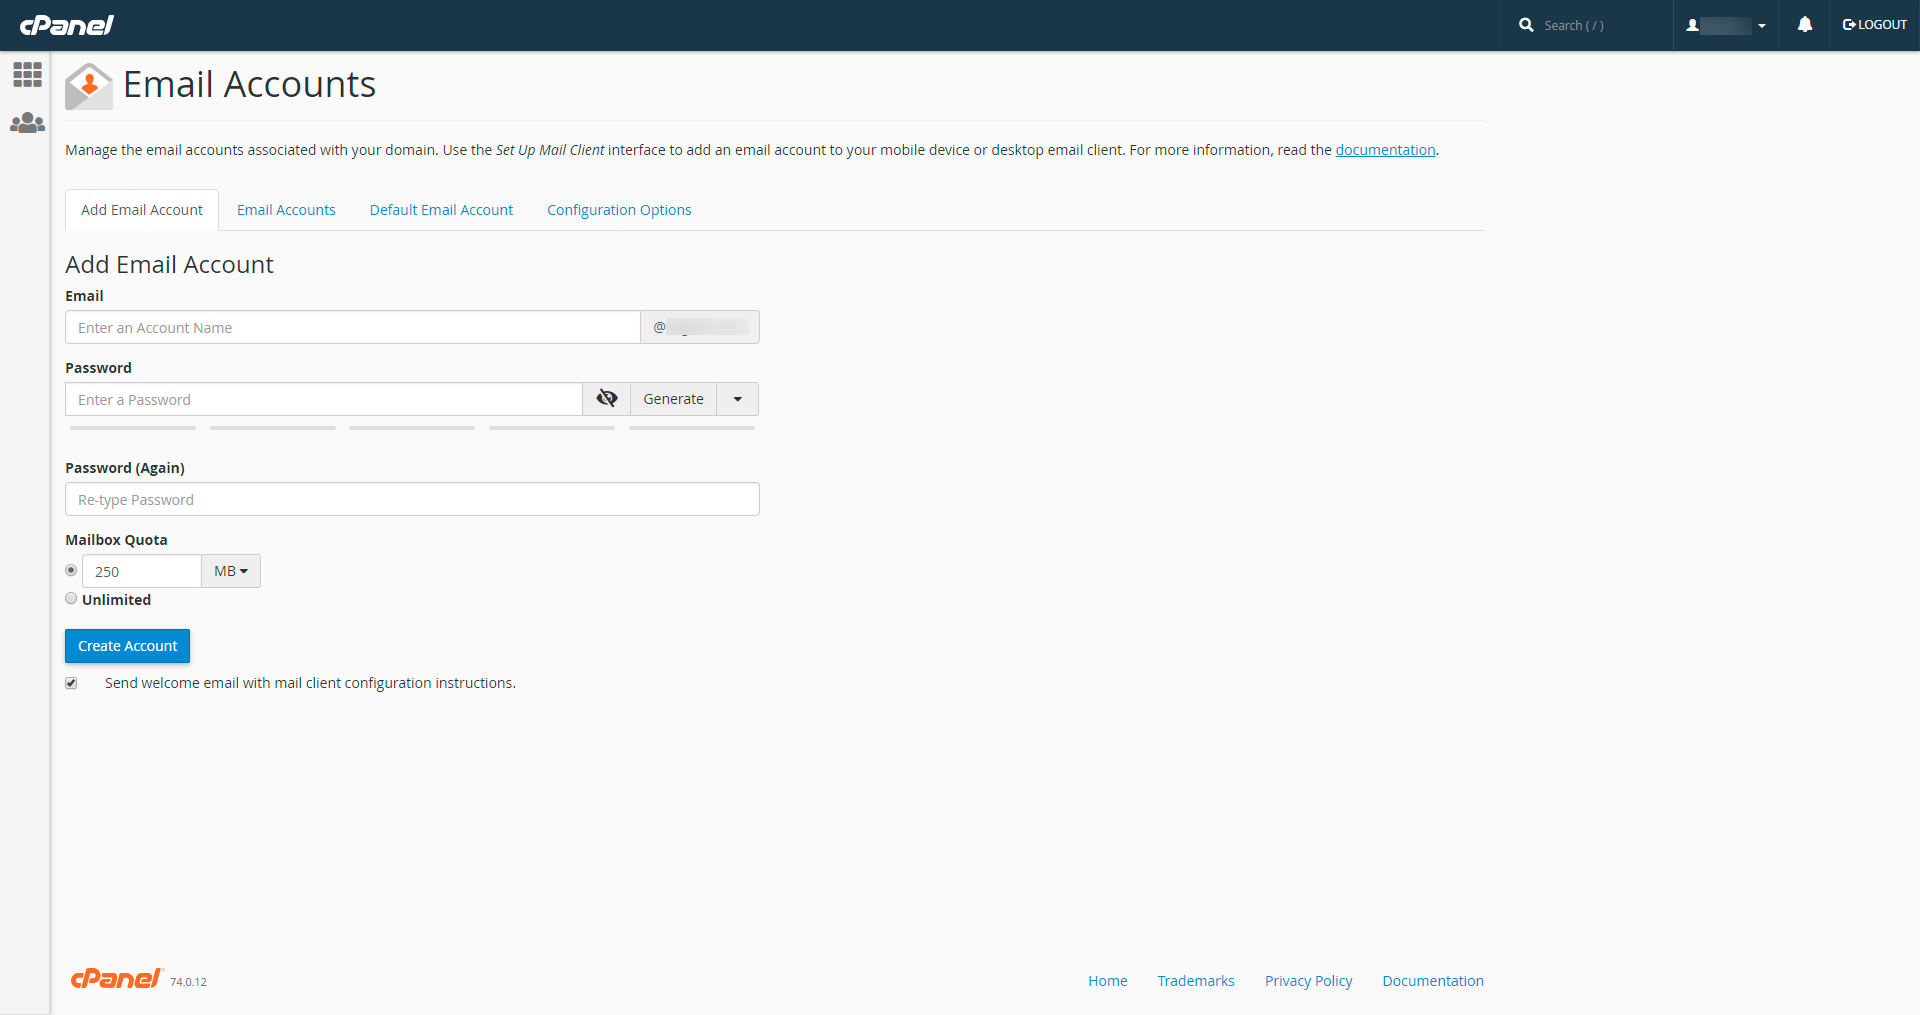 cPanel
Search ( / )
LOGOUT
Email Accounts
Manage the email accounts associated with your domain. Use the Set Up Mail Client interface to add an email account to your mobile device or desktop email client. For more information, read the documentation.
Add Email Account
Email Accounts
Default Email Account
Configuration Options
Add Email Account
Email
Enter an Account Name
@
Password
Enter a Password
Generate
Password (Again)
Re-type Password
Mailbox Quota
250
MB
Unlimited
Create Account
Send welcome email with mail client configuration instructions.
cPanel 74.0.12
Home
Trademarks
Privacy Policy
Documentation